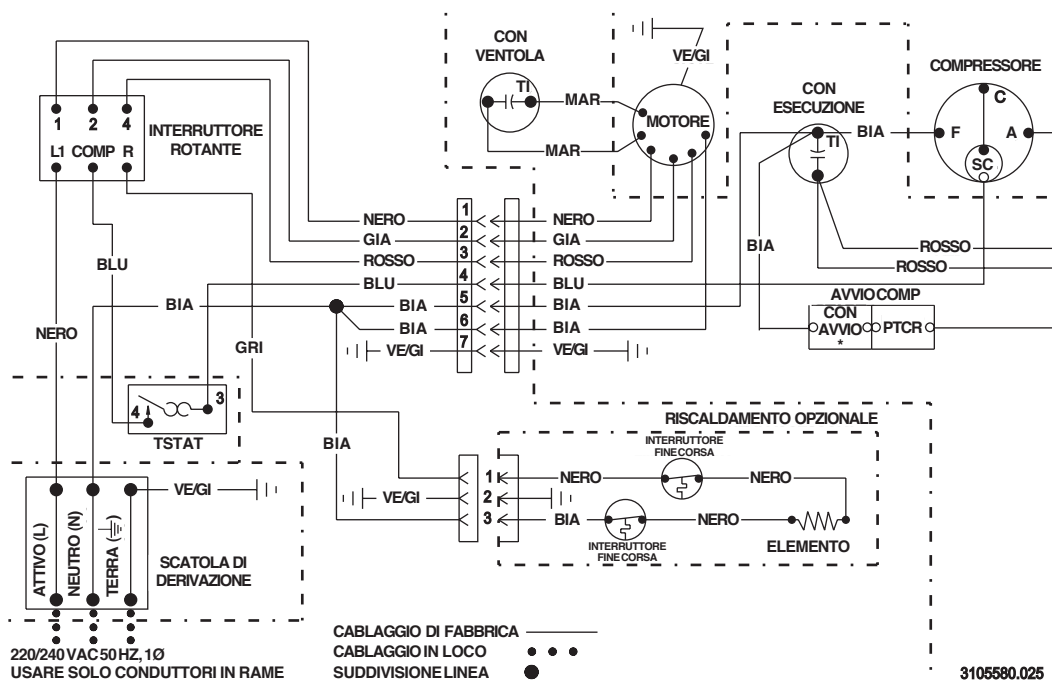 CON
VENTOLA
TI
MAR
MAR
VE/GI
MOTORE
CON
ESECUZIONE
TI
BIA
COMPRESSORE
C
F
A
SC
1 2 4
L1 COMP R
INTERRUTTORE
ROTANTE
NERO 1 NERO
GIA 2 GIA
ROSSO 3 ROSSO
BLU 4 BLU
BIA BIA 5 BIA
BIA 6 BIA
VE/GI 7 VE/GI
BLU
NERO
GRI
BIA
BIA
ROSSO
ROSSO
AVVIO COMP
CON
AVVIO
*
PTCR
4
3
TSTAT
VE/GI
ATTIVO (L)
NEUTRO (N)
TERRA ( )
SCATOLA DI
DERIVAZIONE
RISCALDAMENTO OPZIONALE
INTERRUTTORE
FINE CORSA
1 NERO NERO
VE/GI 2
3 BIA NERO
INTERRUTTORE
FINE CORSA
ELEMENTO
220/240 VAC 50 HZ, 1Ø
USARE SOLO CONDUTTORI IN RAME
CABLAGGIO DI FABBRICA
CABLAGGIO IN LOCO
SUDDIVISIONE LINEA
3105580.025